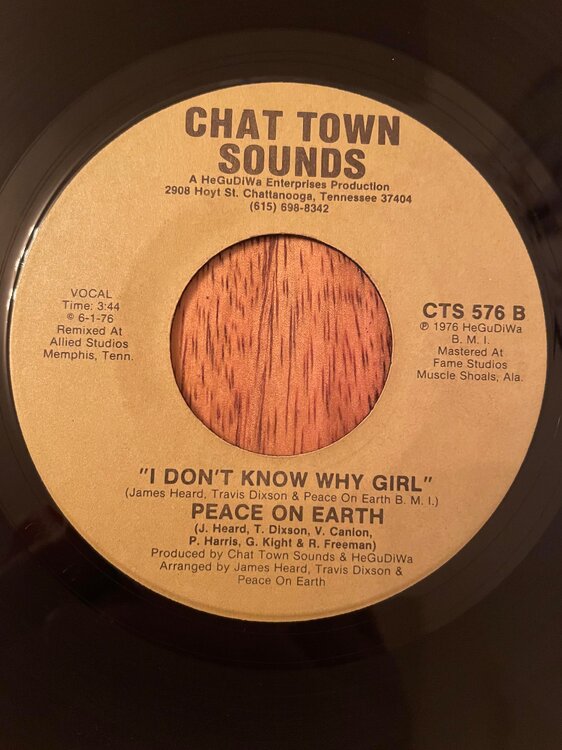 CHAT TOWN
SOUNDS
A HeGuDiWa Enterprises Production
2908 Hoyt St. Chattanooga, Tennessee 37404
(615) 698-8342
VOCAL
Time: 3:44
© 6-1-76
Remixed At
Allied Studios
Memphis, Tenn.
CTS 576 B
℗ 1976 HeGuDiWa
B. M. I.
Mastered At
Fame Studios
Muscle Shoals, Ala.
"I DON'T KNOW WHY GIRL"
(James Heard, Travis Dixson & Peace On Earth B. M. I.)
PEACE ON EARTH
(J. Heard, T. Dixson, V. Canion,
P. Harris, G. Kight & R. Freeman)
Produced by Chat Town Sounds & HeGuDiWa
Arranged by James Heard, Travis Dixson &
Peace On Earth